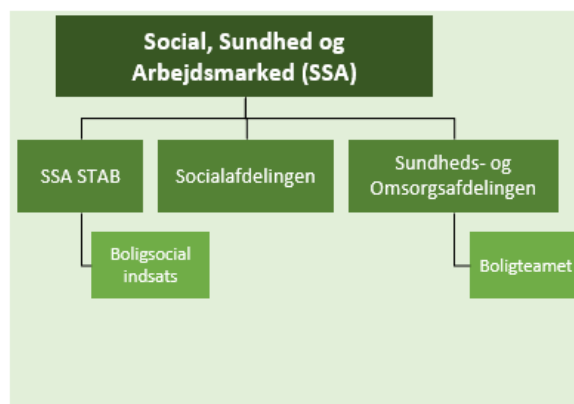 Social, Sundhed og
Arbejdsmarked (SSA)
SSA STAB
Socialafdelingen
Sundheds- og
Omsorgsafdelingen
Boligsocial
indsats
Boligteamet